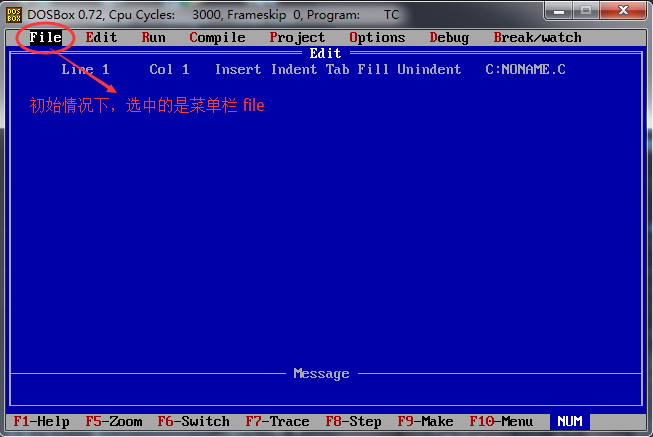 DOS BOX DOSBox 0.72, Cpu Cycles: 3000, Frameskip 0, Program: TC
File Edit Run Compile Project Options Debug Break/watch
Edit
Line 1 Col 1 Insert Indent Tab Fill Unindent C:NONAME.C
初始情况下，选中的是菜单栏 file
Message
F1-Help F5-Zoom F6-Switch F7-Trace F8-Step F9-Make F10-Menu NUM